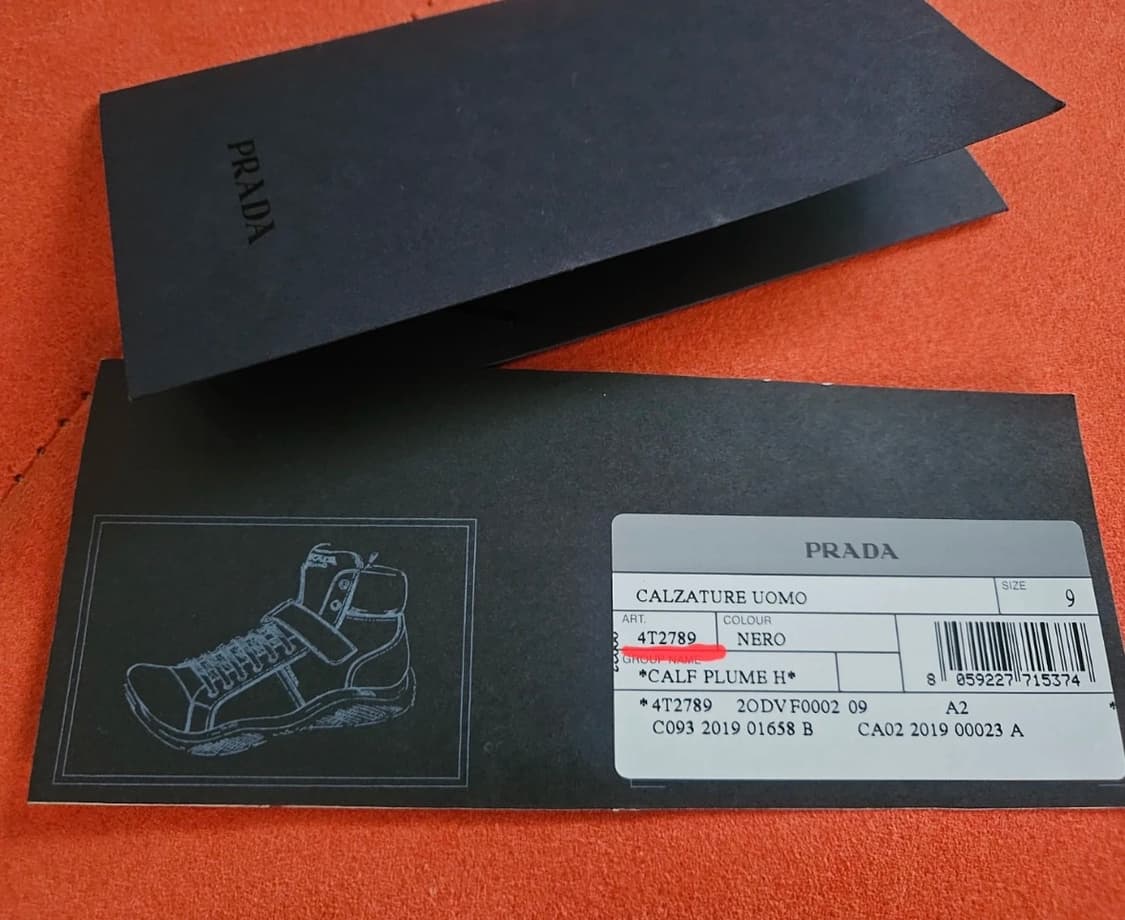 PRADA
PRADA
CALZATURE UOMO
SIZE
9
ART.
4T2789
COLOUR
NERO
GROUP NAME
*CALF PLUME H*
8 059227 715374
*4T2789 2ODV F0002 09 A2 *
C093 2019 01658 B CA02 2019 00023 A